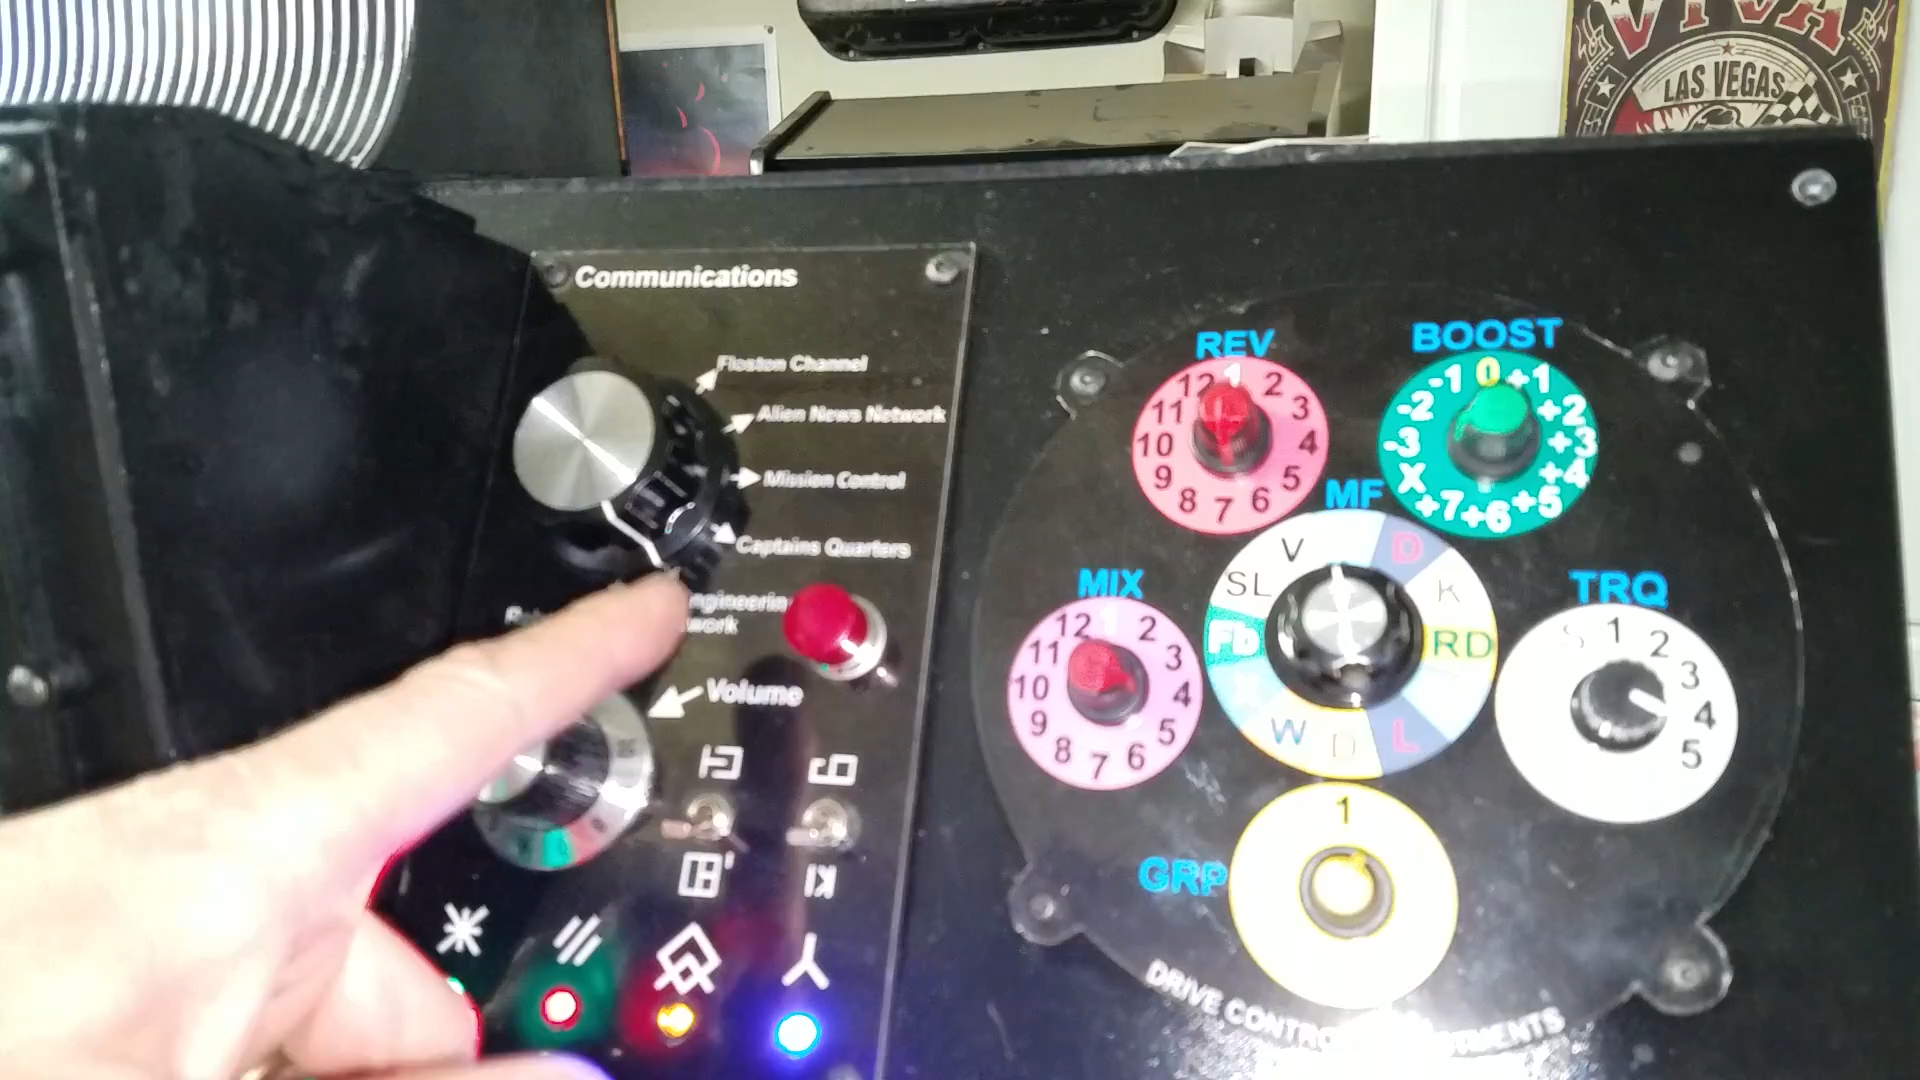 VIVA
LAS VEGAS
Communications
Floston Channel
Alien News Network
Mission Control
Captains Quarters
Volume
REV
1 2 3 4 5 6 7 8 9 10 11 12
BOOST
-3 -2 -1 0 +1 +2 +3 +4 +5 +6 +7 X
MF
V D K RD L D W X Fb SL
MIX
12 2 3 4 5 6 7 8 9 10 11
TRQ
S 1 2 3 4 5
GRP
1
DRIVE